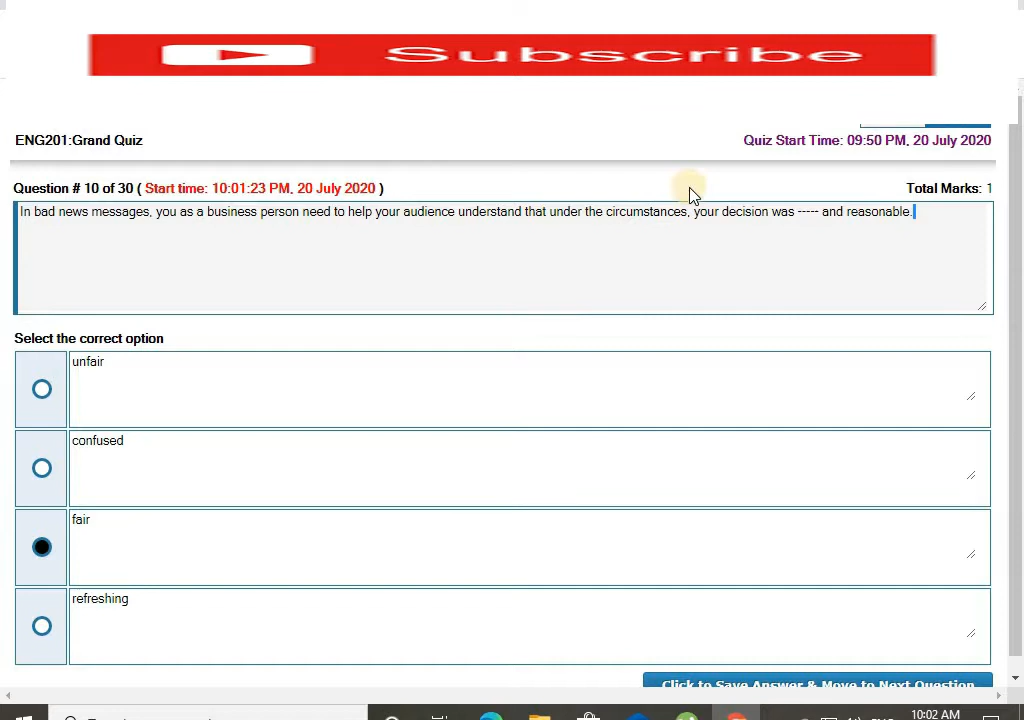 Subscribe
ENG201:Grand Quiz
Quiz Start Time: 09:50 PM, 20 July 2020
Question # 10 of 30 ( Start time: 10:01:23 PM, 20 July 2020 )
Total Marks: 1
In bad news messages, you as a business person need to help your audience understand that under the circumstances, your decision was ----- and reasonable.
Select the correct option
unfair
confused
fair
refreshing
Click to Save Answer & Move to Next Question
10:02 AM